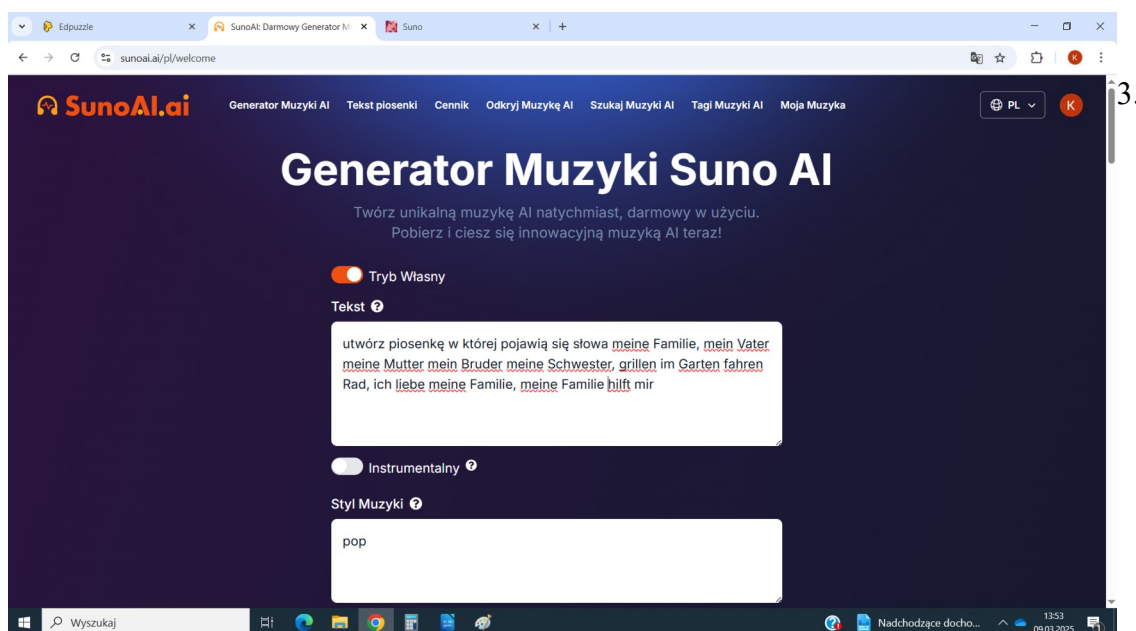 Edpuzzle
SunoAI: Darmowy Generator M
Suno
sunoai.ai/pl/welcome
K
3.
SunoAI.ai
Generator Muzyki AI
Tekst piosenki
Cennik
Odkryj Muzykę AI
Szukaj Muzyki AI
Tagi Muzyki AI
Moja Muzyka
PL
K
Generator Muzyki Suno AI
Twórz unikalną muzykę AI natychmiast, darmowy w użyciu.
Pobierz i ciesz się innowacyjną muzyką AI teraz!
Tryb Własny
Tekst
utwórz piosenkę w której pojawią się słowa meine Familie, mein Vater
meine Mutter mein Bruder meine Schwester, grillen im Garten fahren
Rad, ich liebe meine Familie, meine Familie hilft mir
Instrumentalny
Styl Muzyki
pop
Wyszukaj
Nadchodzące docho...
13:53
09.03.2025